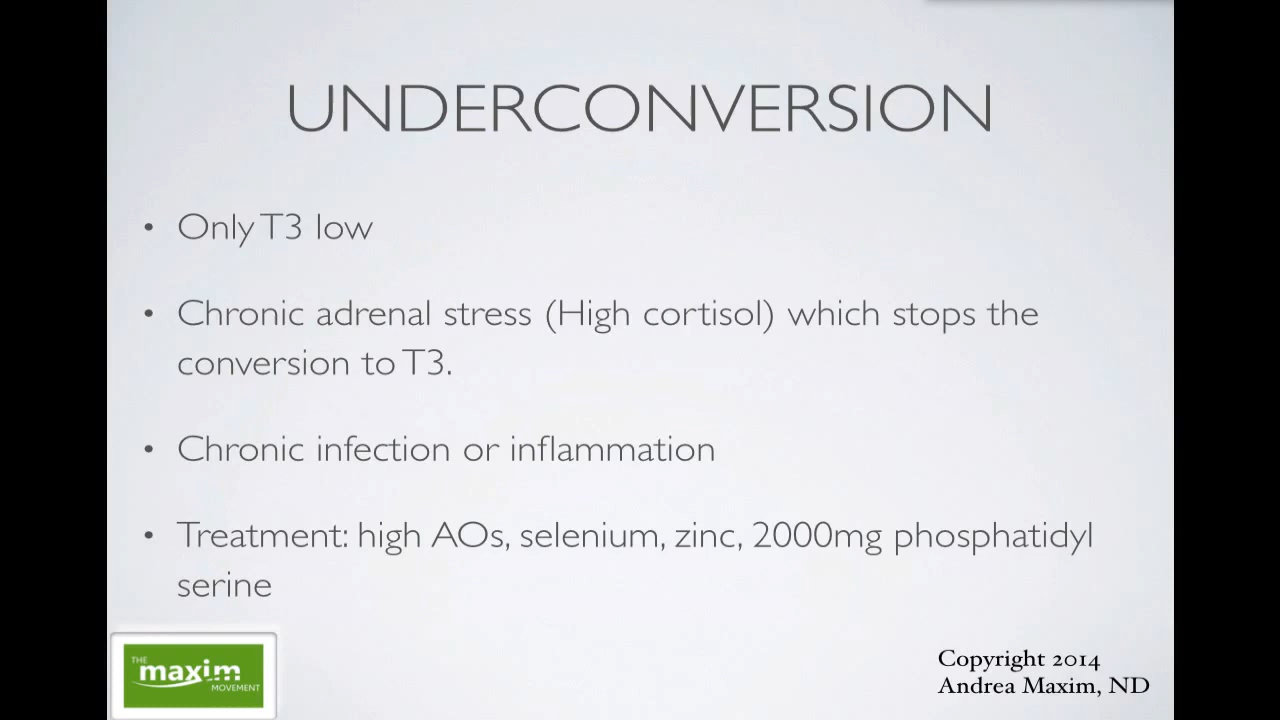 UNDERCONVERSION
• Only T3 low
• Chronic adrenal stress (High cortisol) which stops the
conversion to T3.
• Chronic infection or inflammation
• Treatment: high AOs, selenium, zinc, 2000mg phosphatidyl
serine
THE
maxim
MOVEMENT
Copyright 2014
Andrea Maxim, ND